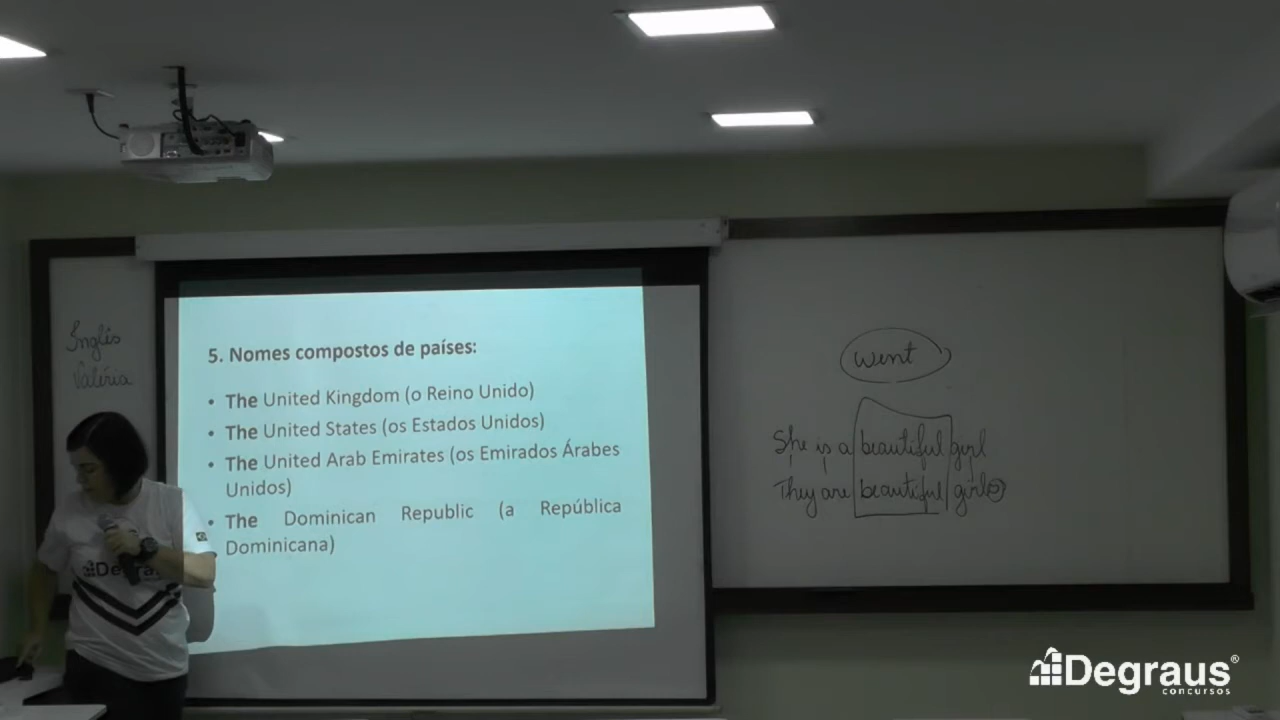 Inglês
Valéria
5. Nomes compostos de países:
• The United Kingdom (o Reino Unido)
• The United States (os Estados Unidos)
• The United Arab Emirates (os Emirados Árabes
Unidos)
• The Dominican Republic (a República
Dominicana)
went
She is a beautiful girl
They are beautiful girls
Degraus
Degraus®
concursos